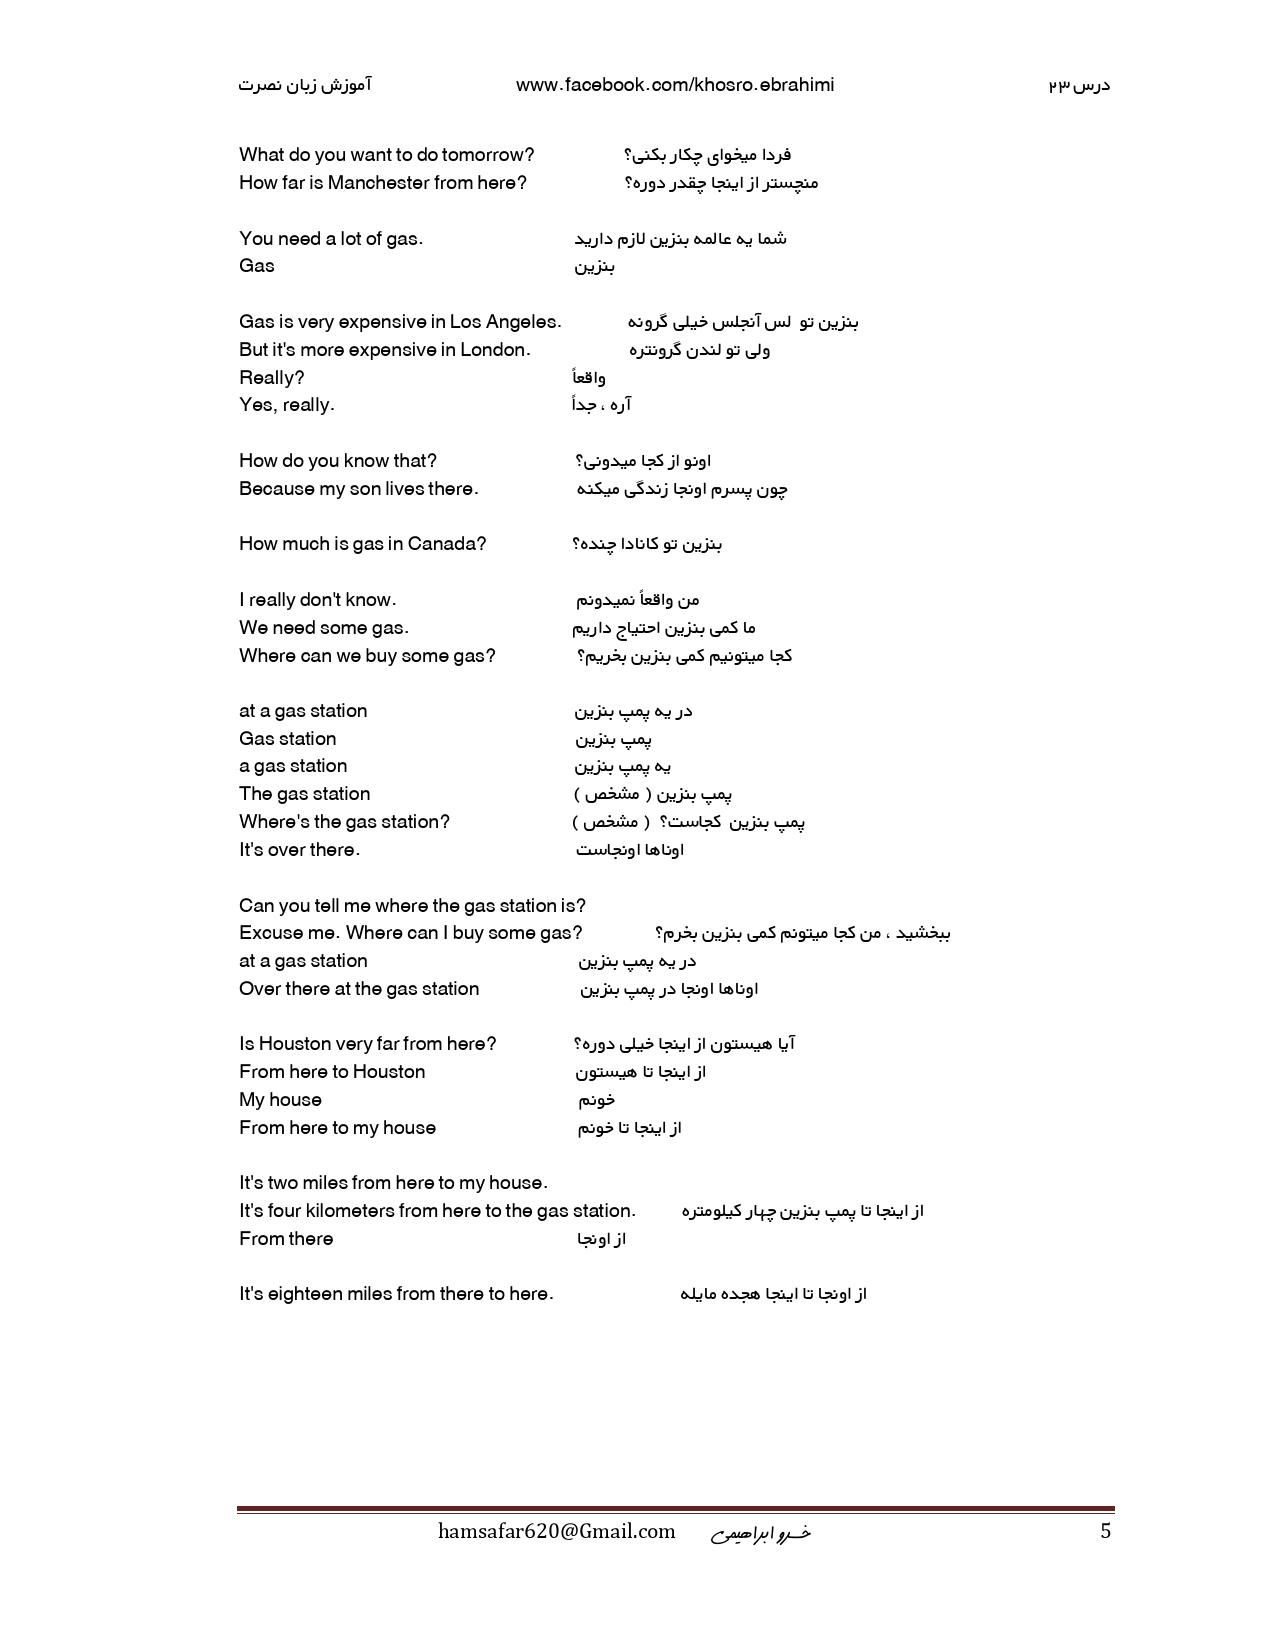 آموزش زبان نصرت www.facebook.com/khosro.ebrahimi درس ۲۳
What do you want to do tomorrow? فردا میخوای چکار بکنی؟
How far is Manchester from here? منچستر از اینجا چقدر دوره؟
You need a lot of gas. شما یه عالمه بنزین لازم دارید
Gas بنزین
Gas is very expensive in Los Angeles. بنزین تو لس آنجلس خیلی گرونه
But it's more expensive in London. ولی تو لندن گرونتره
Really? واقعاً
Yes, really. آره ، جداً
How do you know that? اونو از کجا میدونی؟
Because my son lives there. چون پسرم اونجا زندگی میکنه
How much is gas in Canada? بنزین تو کانادا چنده؟
I really don't know. من واقعاً نمیدونم
We need some gas. ما کمی بنزین احتیاج داریم
Where can we buy some gas? کجا میتونیم کمی بنزین بخریم؟
at a gas station در یه پمپ بنزین
Gas station پمپ بنزین
a gas station یه پمپ بنزین
The gas station پمپ بنزین ( مشخص )
Where's the gas station? پمپ بنزین کجاست؟ ( مشخص )
It's over there. اوناها اونجاست
Can you tell me where the gas station is?
Excuse me. Where can I buy some gas? ببخشید ، من کجا میتونم کمی بنزین بخرم؟
at a gas station در یه پمپ بنزین
Over there at the gas station اوناها اونجا در پمپ بنزین
Is Houston very far from here? آیا هیستون از اینجا خیلی دوره؟
From here to Houston از اینجا تا هیستون
My house خونم
From here to my house از اینجا تا خونم
It's two miles from here to my house.
It's four kilometers from here to the gas station. از اینجا تا پمپ بنزین چهار کیلومتره
From there از اونجا
It's eighteen miles from there to here. از اونجا تا اینجا هجده مایله
hamsafar620@Gmail.com خسرو ابراهیمی 5